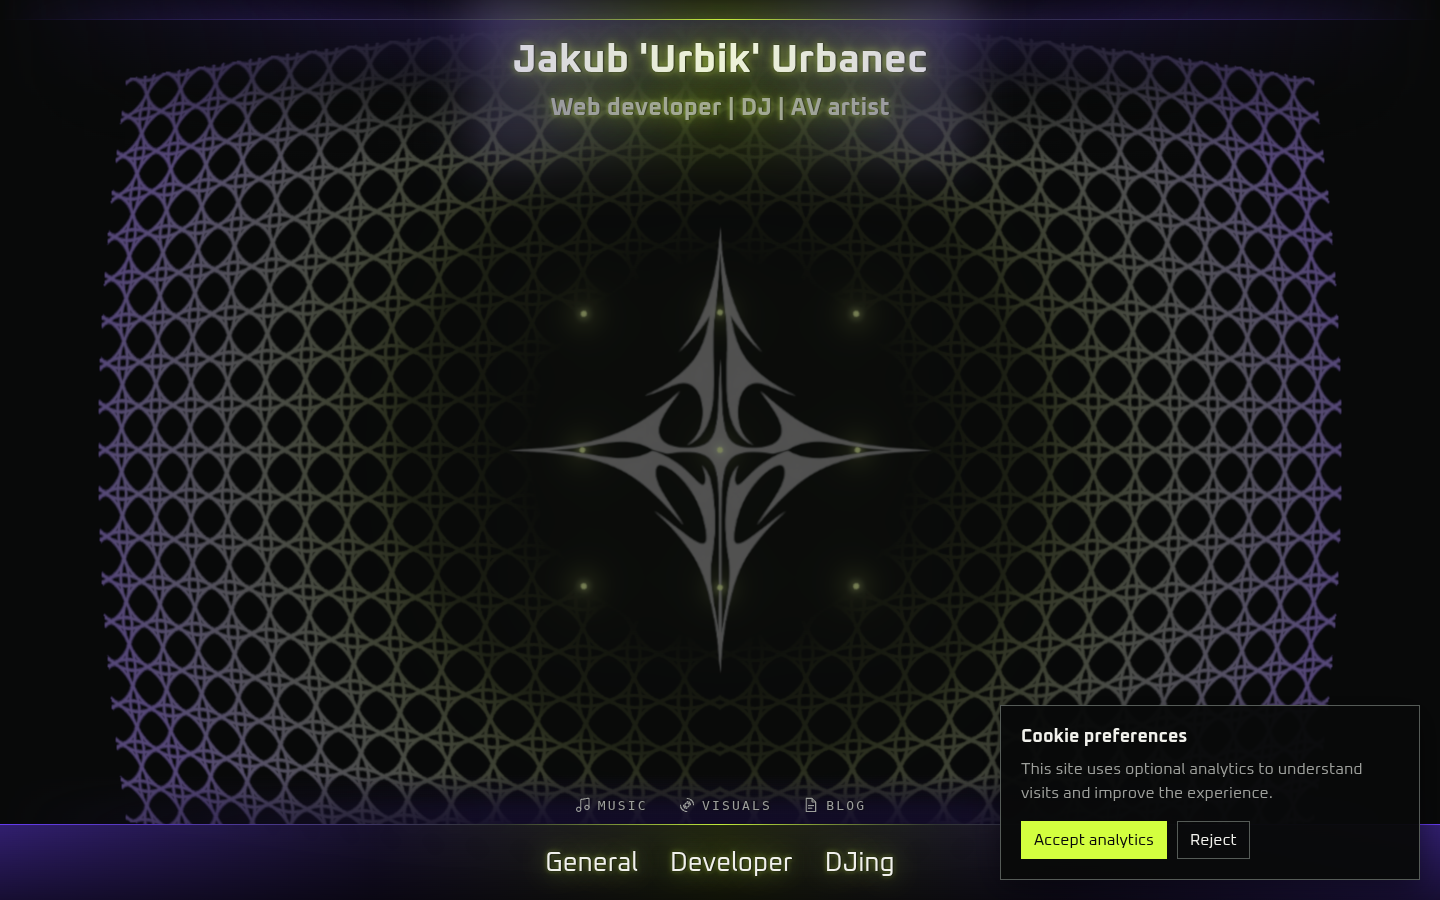 Jakub 'Urbik' Urbanec
Web developer | DJ | AV artist
MUSIC VISUALS BLOG
General Developer DJing
Cookie preferences
This site uses optional analytics to understand
visits and improve the experience.
Accept analytics Reject